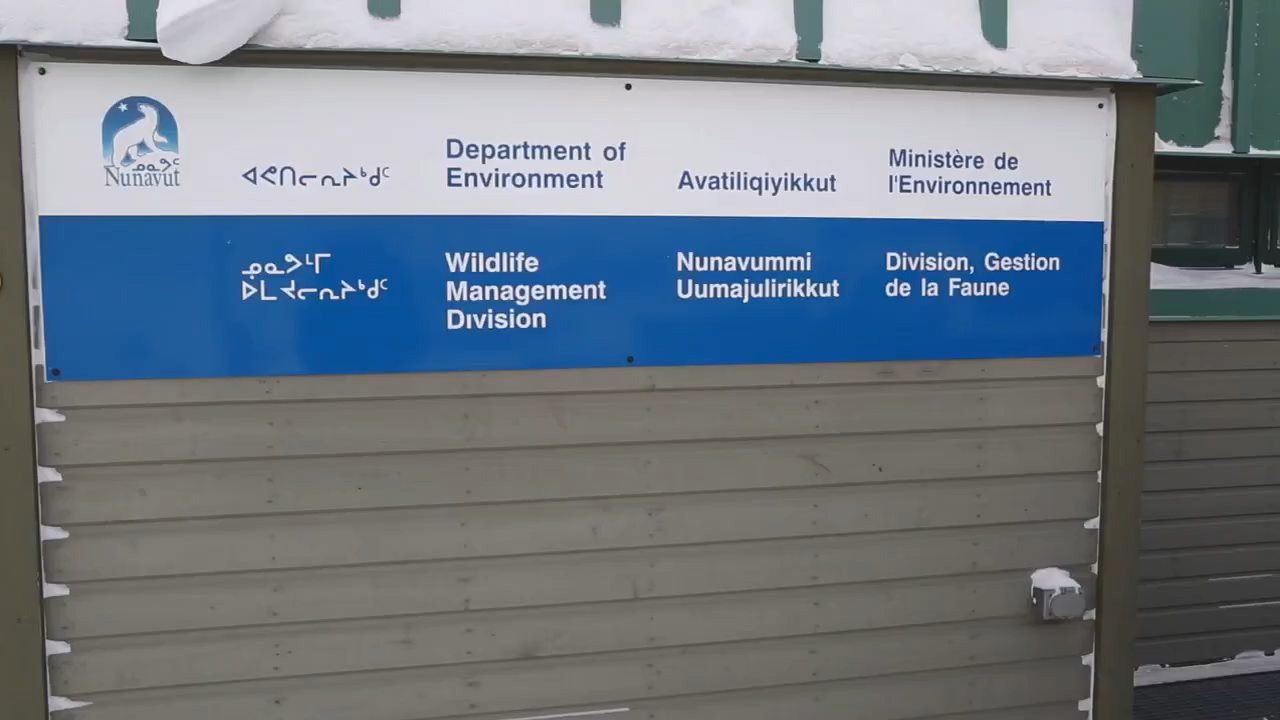 ᓄᓇᕗᑦ
Nunavut
ᐊᕙᑎᓕᕆᔨᒃᑯᑦ
Department of
Environment
Avatiliqiyikkut
Ministère de
l'Environnement
ᓄᓇᕗᒻᒥ
ᐆᒪᔪᓕᕆᔨᒃᑯᑦ
Wildlife
Management
Division
Nunavummi
Uumajulirikkut
Division, Gestion
de la Faune